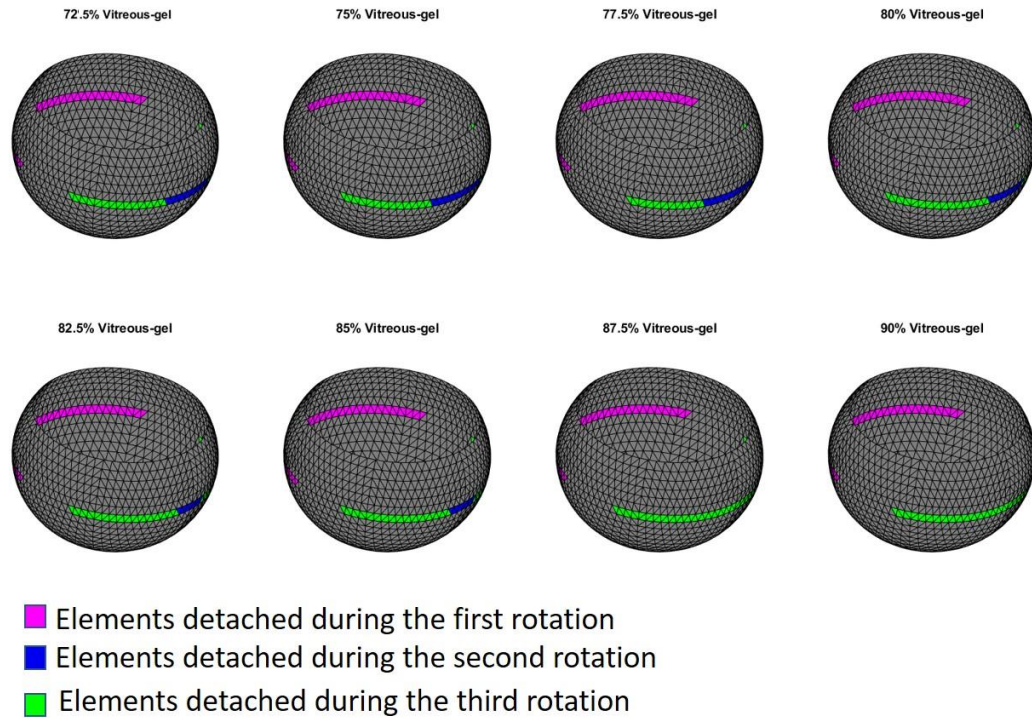 72'.5% Vitreous-gel
75% Vitreous-gel
77.5% Vitreous-gel
80% Vitreous-gel
82.5% Vitreous-gel
85% Vitreous-gel
87.5% Vitreous-gel
90% Vitreous-gel
Elements detached during the first rotation
Elements detached during the second rotation
Elements detached during the third rotation